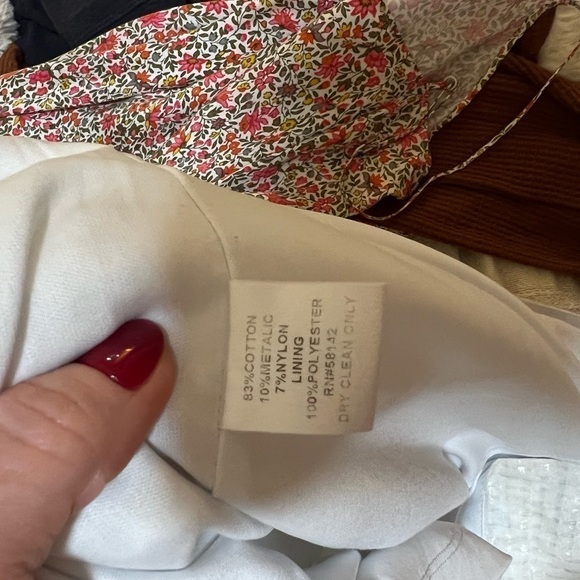 83%COTTON
10%METALIC
7%NYLON
LINING
100%POLYESTER
RN#58142
DRY CLEAN ONLY